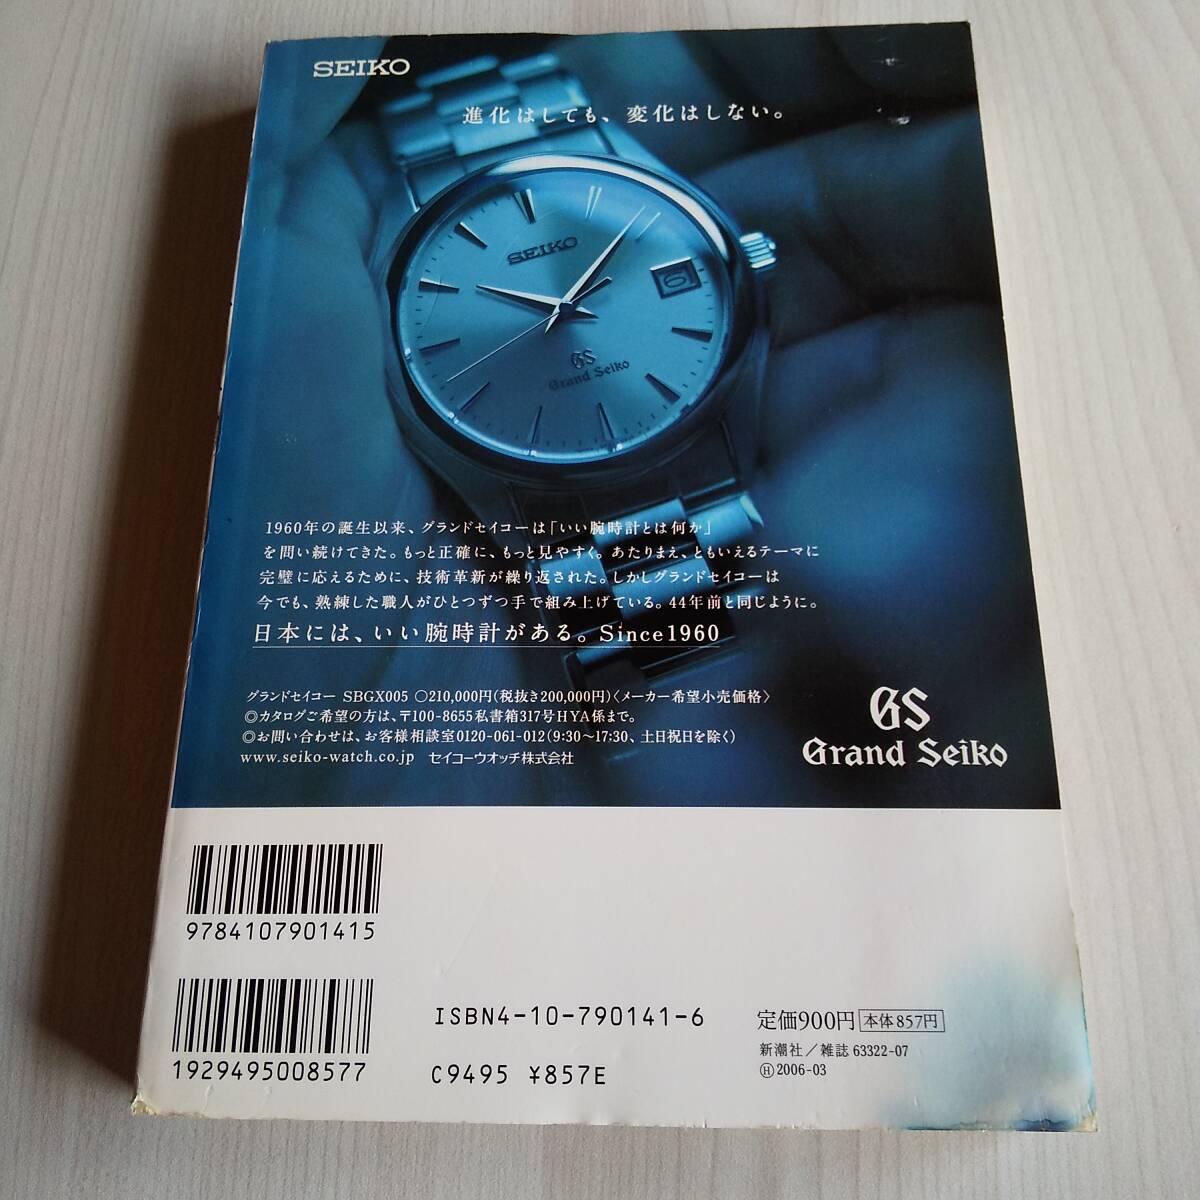 SEIKO
進化はしても、変化はしない。
SEIKO
6
GS
Grand Seiko
1960年の誕生以来、グランドセイコーは「いい腕時計とは何か」
を問い続けてきた。もっと正確に、もっと見やすく。あたりまえ、ともいえるテーマに
完璧に応えるために、技術革新が繰り返された。しかしグランドセイコーは
今でも、熟練した職人がひとつずつ手で組み上げている。44年前と同じように。
日本には、いい腕時計がある。Since1960
グランドセイコー SBGX005 ○210,000円(税抜き200,000円)〈メーカー希望小売価格〉
◎カタログご希望の方は、〒100-8655私書箱317号HYA係まで。
◎お問い合わせは、お客様相談室0120-061-012(9:30〜17:30、土日祝日を除く)
www.seiko-watch.co.jp セイコーウオッチ株式会社
GS
Grand Seiko
9784107901415
1929495008577
ISBN4-10-790141-6
C9495 ¥857E
定価900円 本体857円
新潮社／雑誌 63322-07
Ⓗ 2006-03